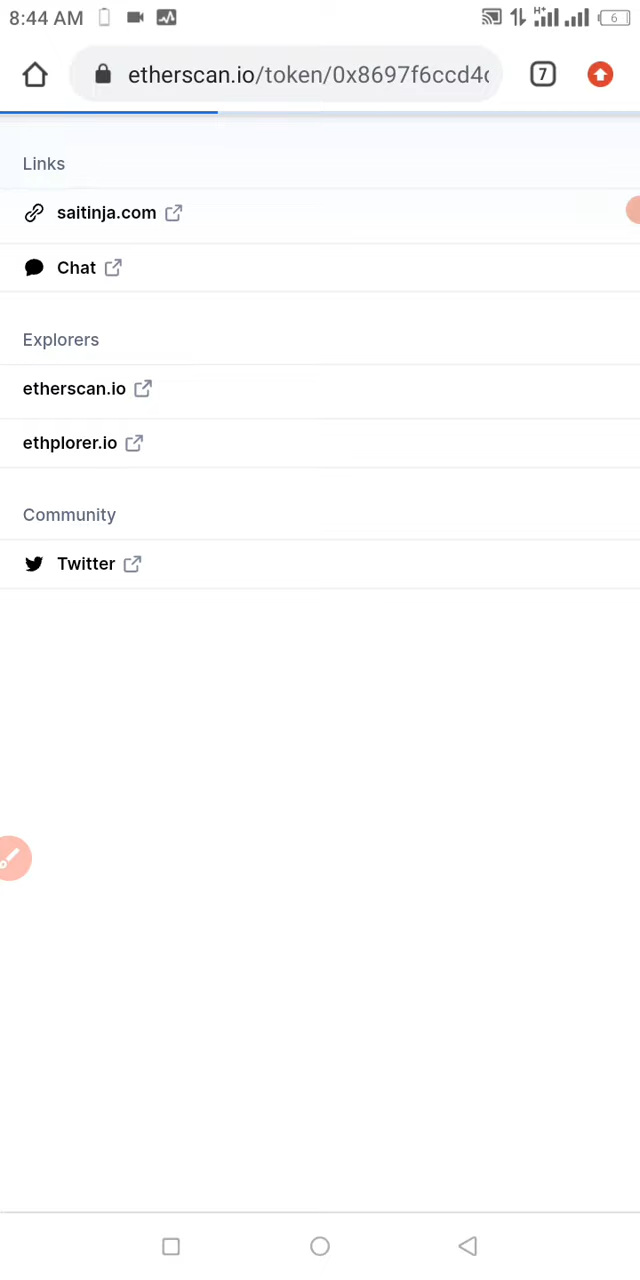 8:44 AM
H+
6
etherscan.io/token/0x8697f6ccd4
7
Links
saitinja.com
Chat
Explorers
etherscan.io
ethplorer.io
Community
Twitter